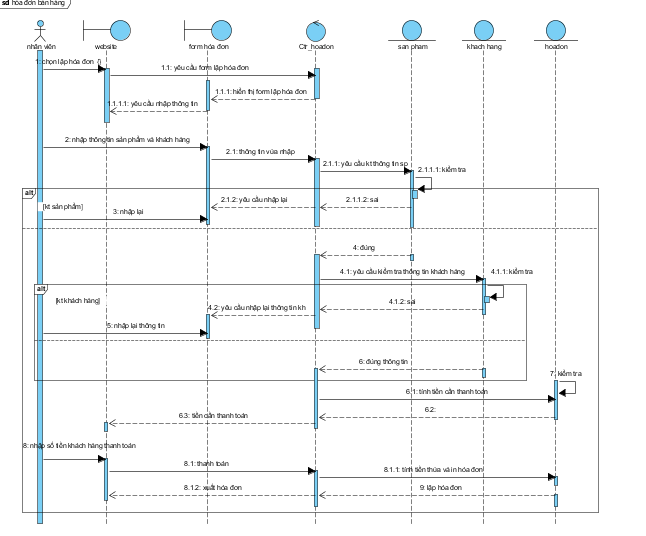 sd hóa đơn bán hàng
nhân viên
website
form hóa đơn
Clr_hoadon
san pham
khach hang
hoadon
1: chọn lập hóa đơn ()
1.1: yêu cầu form lập hóa đơn
1.1.1: hiển thị form lập hóa đơn
1.1.1.1: yêu cầu nhập thông tin
2: nhập thông tin sản phẩm và khách hàng
2.1: thông tin vừa nhập
2.1.1: yêu cầu kt thông tin sp
2.1.1.1: kiểm tra
alt
[kt sản phẩm]
2.1.2: yêu cầu nhập lại
2.1.1.2: sai
3: nhập lại
4: đúng
4.1: yêu cầu kiểm tra thông tin khách hàng
4.1.1: kiểm tra
alt
[kt khách hàng]
4.2: yêu cầu nhập lại thông tin kh
4.1.2: sai
5: nhập lại thông tin
6: đúng thông tin
7: kiểm tra
6.1: tính tiền cần thanh toán
6.2:
6.3: tiền cần thanh toán
8: nhập số tiền khách hàng thanh toán
8.1: thanh toán
8.1.1: tính tiền thừa và in hóa đơn
8.1.2: xuất hóa đơn
9: lập hóa đơn